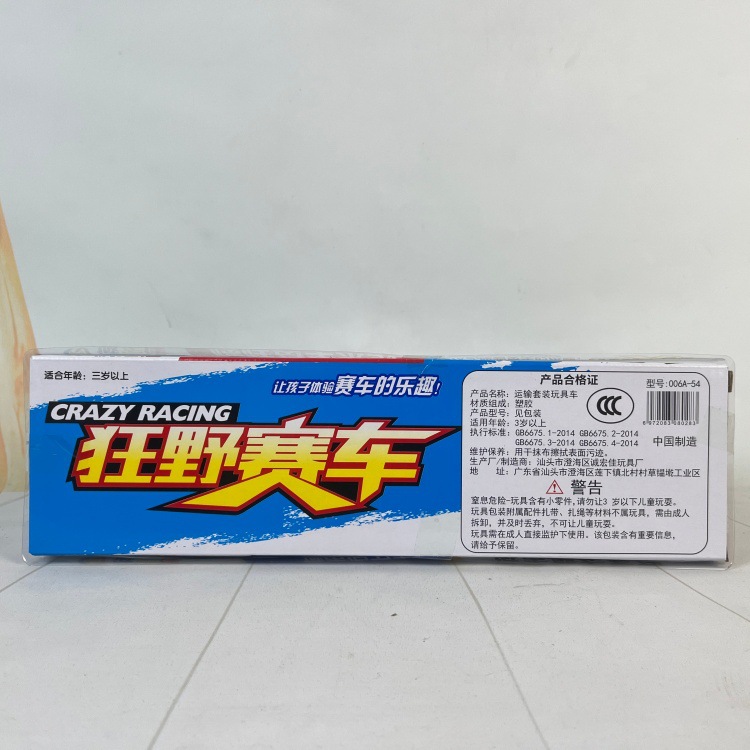 适合年龄：三岁以上
让孩子体验赛车的乐趣！
CRAZY RACING
狂野赛车
产品合格证
型号：006A-54
产品名称：运输套装玩具车
材质组成：塑胶
产品型号：见包装
适用年龄：3岁以上
执行标准：GB6675.1-2014 GB6675.2-2014
GB6675.3-2014 GB6675.4-2014
维护保养：用干抹布擦拭表面污迹。
生产厂/制造商：汕头市澄海区诚宏佳玩具厂
地 址：广东省汕头市澄海区莲下镇北村村草榅塔工业区
CCC
6972083680283
中国制造
警告
窒息危险-玩具含有小零件，请勿让3 岁以下儿童玩耍。
玩具包装附属配件扎带、扎绳等材料不属玩具，需由成人
拆卸，并及时丢弃，不可让儿童玩耍。
玩具需在成人直接监护下使用。该包装含有重要信息，
请给予保留。